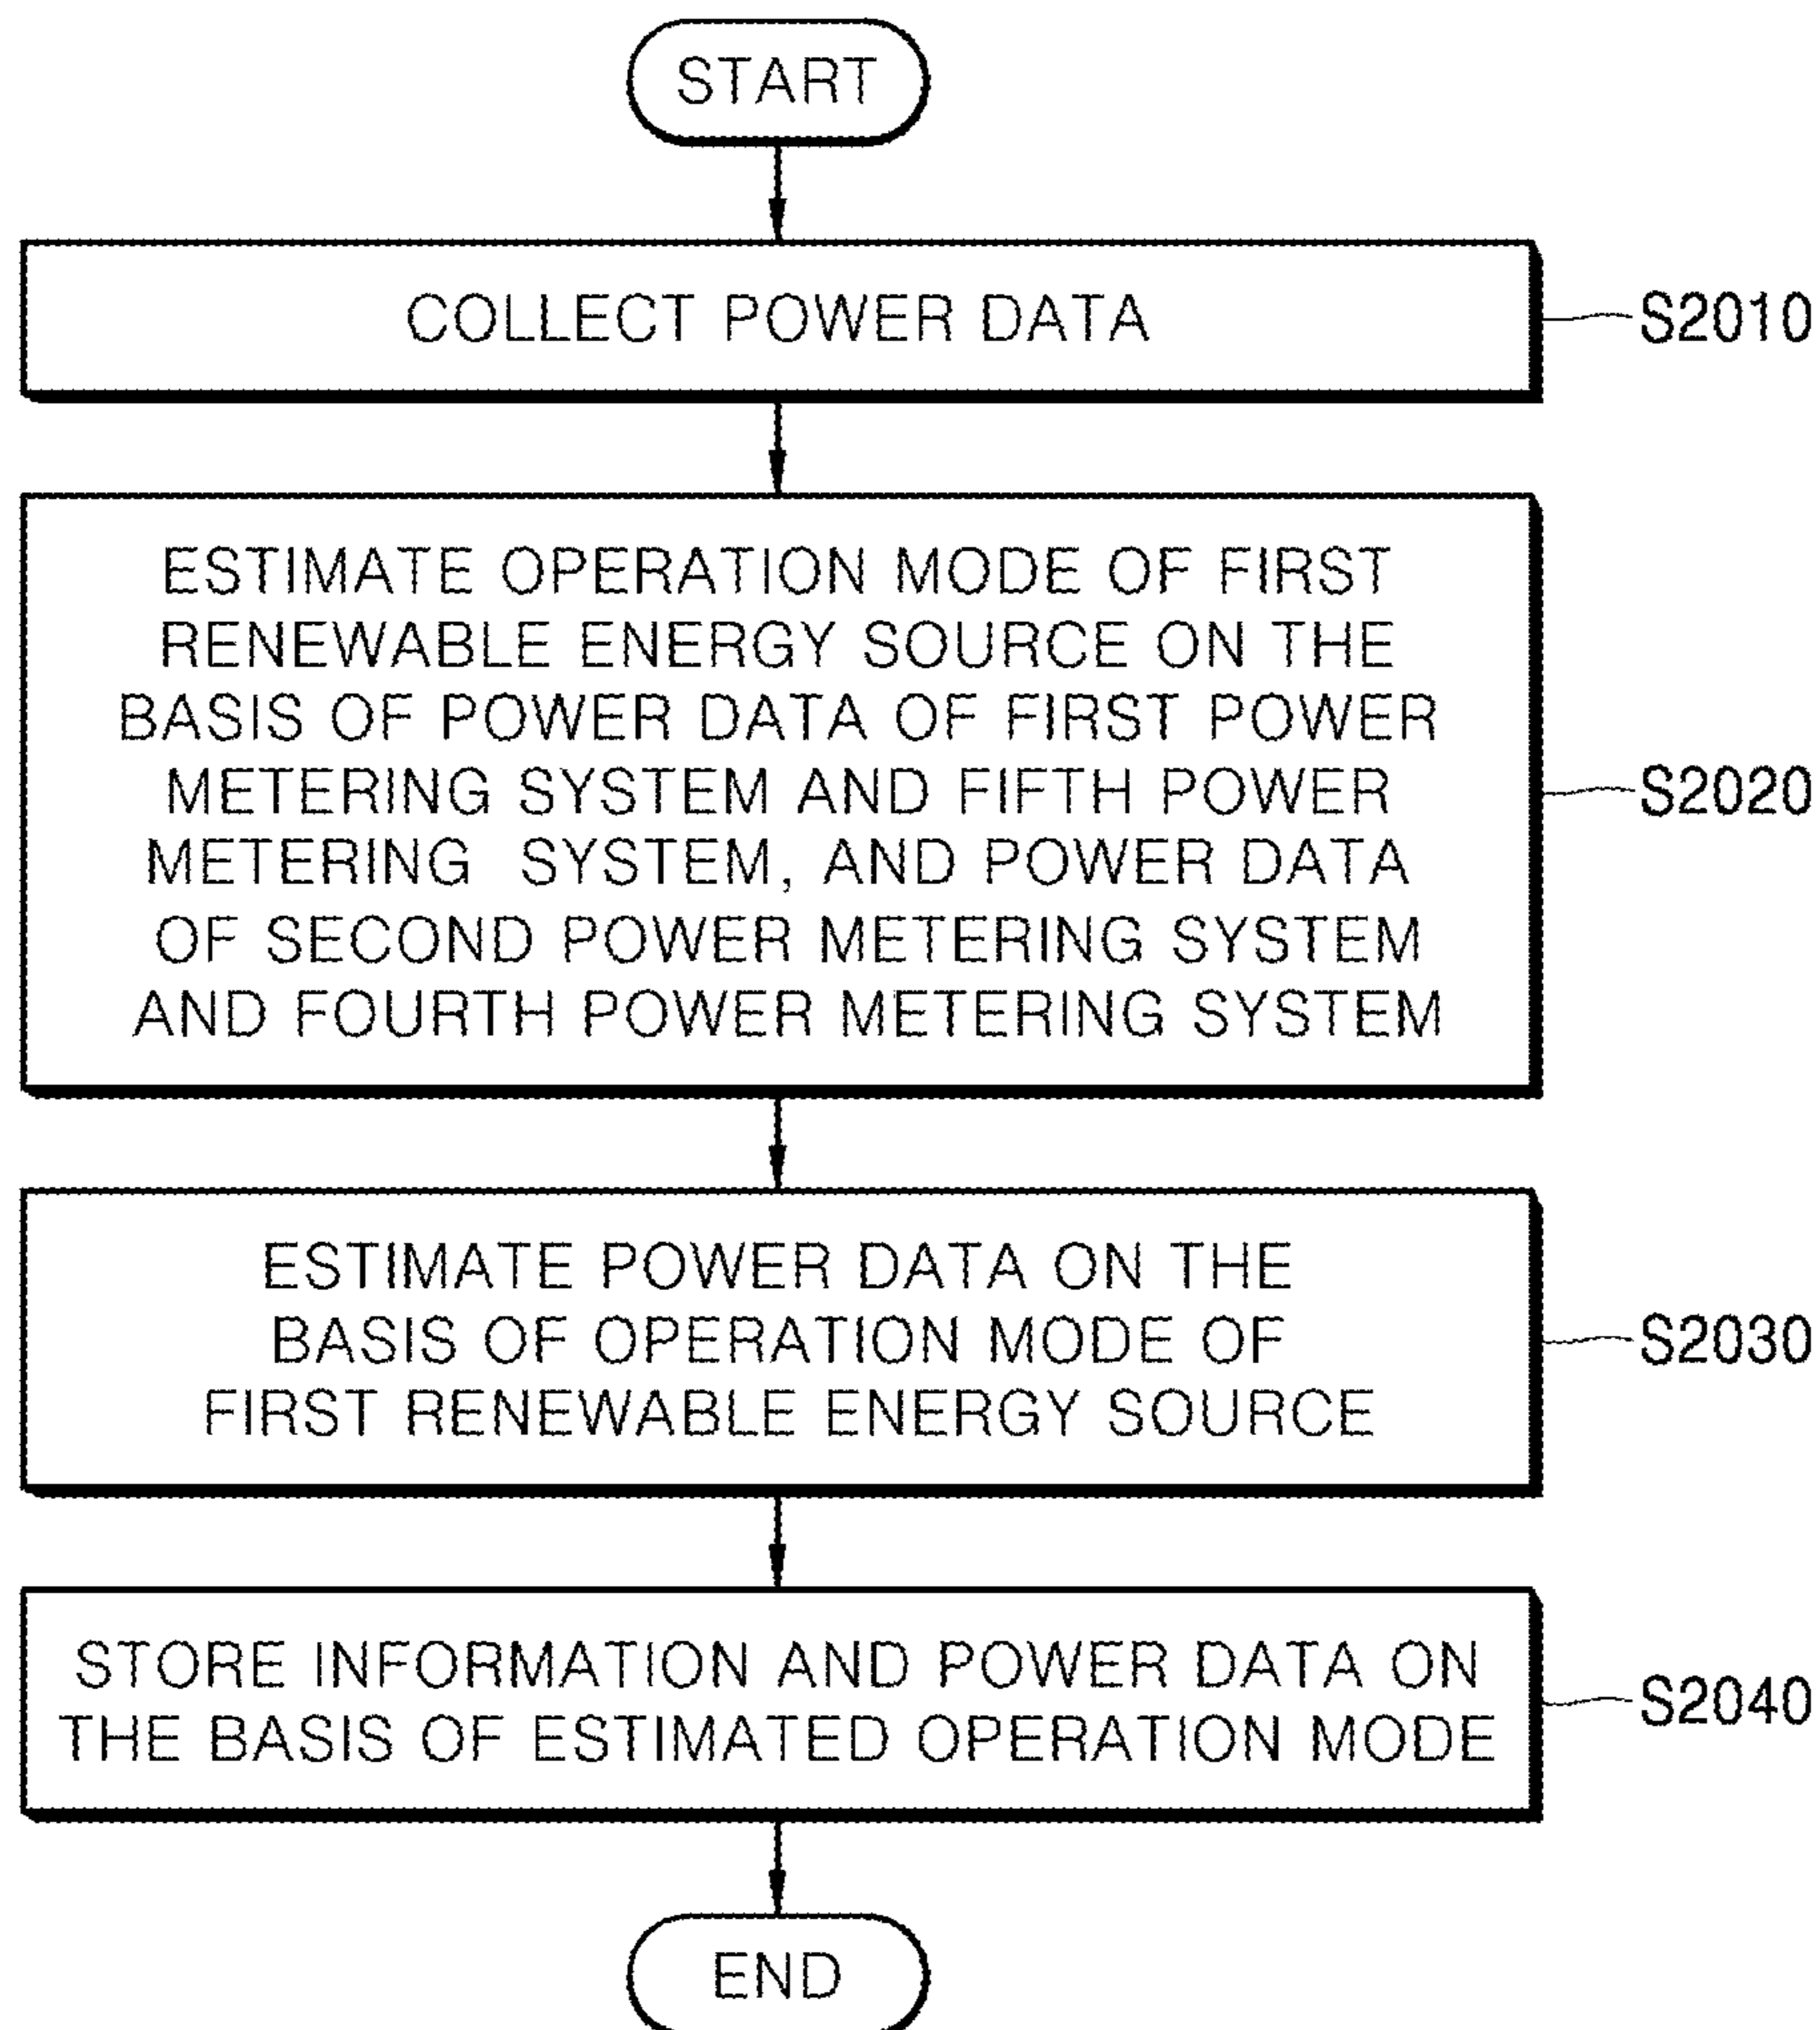 START
COLLECT POWER DATA
S2010
ESTIMATE OPERATION MODE OF FIRST
RENEWABLE ENERGY SOURCE ON THE
BASIS OF POWER DATA OF FIRST POWER
METERING SYSTEM AND FIFTH POWER
METERING SYSTEM, AND POWER DATA
OF SECOND POWER METERING SYSTEM
AND FOURTH POWER METERING SYSTEM
S2020
ESTIMATE POWER DATA ON THE
BASIS OF OPERATION MODE OF
FIRST RENEWABLE ENERGY SOURCE
S2030
STORE INFORMATION AND POWER DATA ON
THE BASIS OF ESTIMATED OPERATION MODE
S2040
END